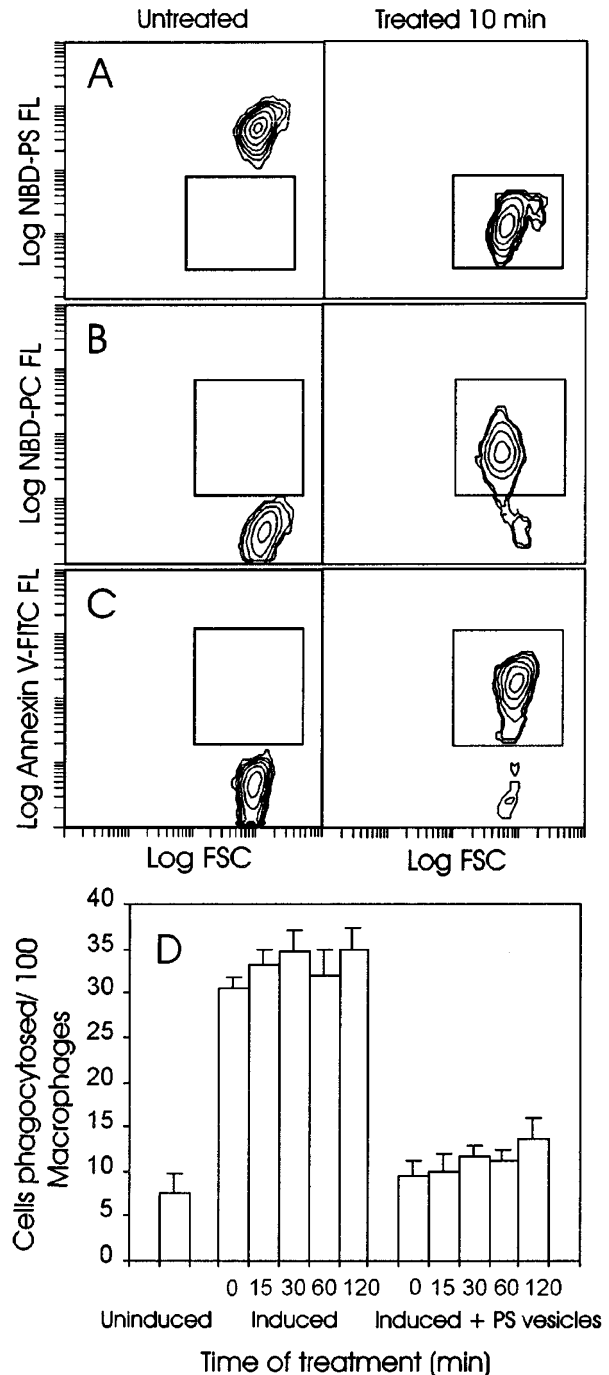 Untreated Treated 10 min
A
Log NBD-PS FL
B
Log NBD-PC FL
C
Log Annexin V-FITC FL
Log FSC Log FSC
D
Cells phagocytosed/ 100
Macrophages
40
35
30
25
20
15
10
5
0
0 15 30 60 120 0 15 30 60 120
Uninduced Induced Induced + PS vesicles
Time of treatment (min)